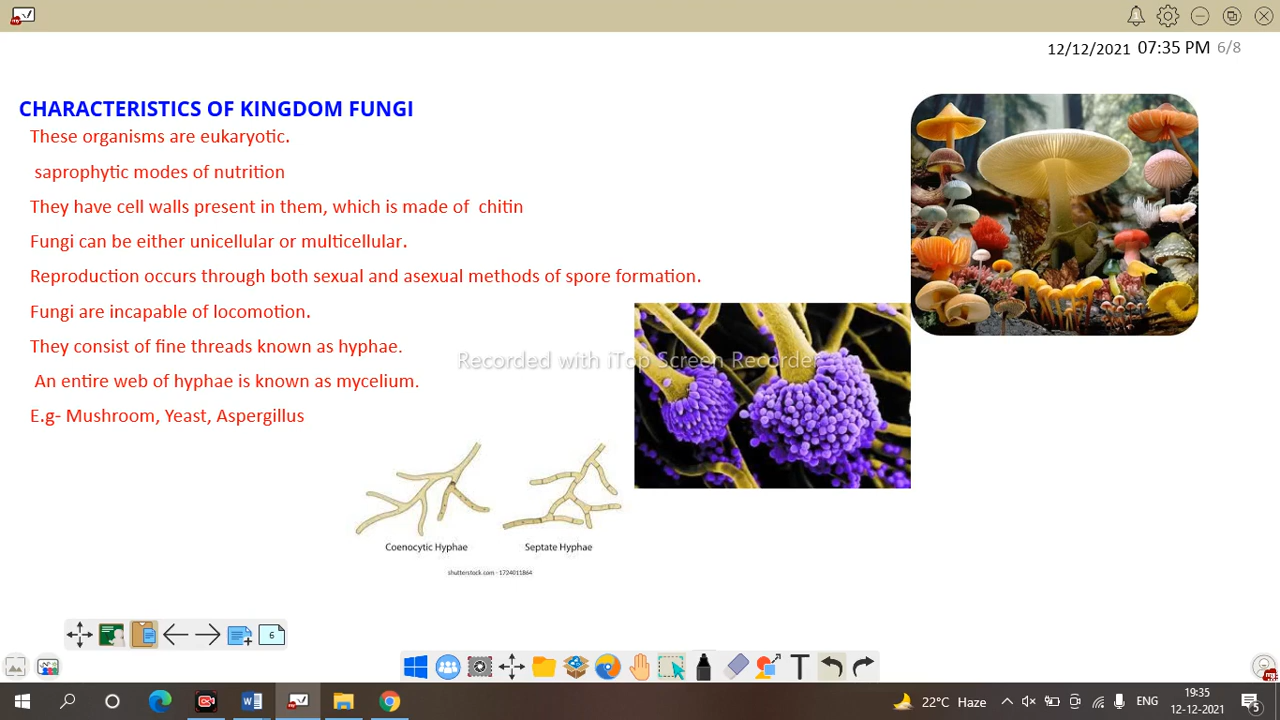 12/12/2021 07:35 PM 6/8
CHARACTERISTICS OF KINGDOM FUNGI
These organisms are eukaryotic.
saprophytic modes of nutrition
They have cell walls present in them, which is made of chitin
Fungi can be either unicellular or multicellular.
Reproduction occurs through both sexual and asexual methods of spore formation.
Fungi are incapable of locomotion.
They consist of fine threads known as hyphae.
Recorded with iTop Screen Recorder
An entire web of hyphae is known as mycelium.
E.g- Mushroom, Yeast, Aspergillus
Coenocytic Hyphae Septate Hyphae
shutterstock.com · 1724011864
6
T
22°C Haze ENG 19:35
12-12-2021 5